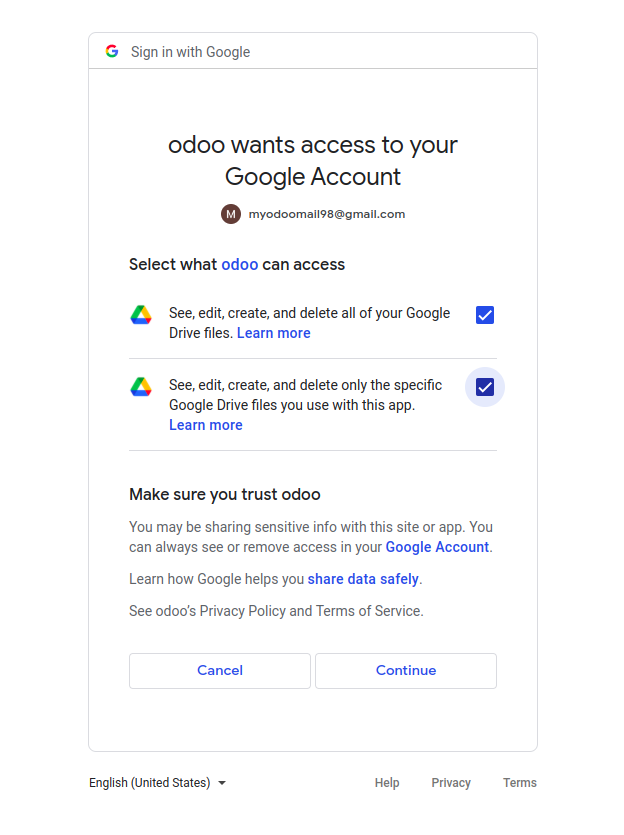 Sign in with Google
odoo wants access to your
Google Account
M myodoomail98@gmail.com
Select what odoo can access
See, edit, create, and delete all of your Google
Drive files. Learn more
See, edit, create, and delete only the specific
Google Drive files you use with this app.
Learn more
Make sure you trust odoo
You may be sharing sensitive info with this site or app. You
can always see or remove access in your Google Account.
Learn how Google helps you share data safely.
See odoo's Privacy Policy and Terms of Service.
Cancel Continue
English (United States) Help Privacy Terms